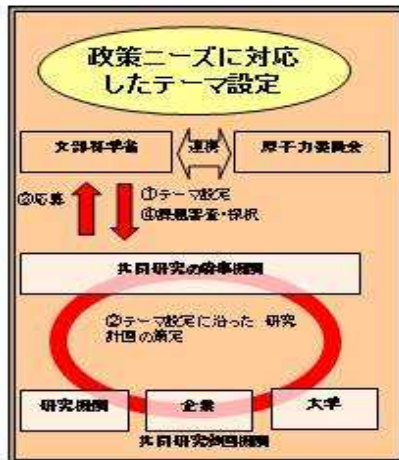 政策ニーズに対応
したテーマ設定
文部科学省
連携
原子力委員会
③応募
①テーマ設定
④課題審査・採択
共同研究の幹事機関
②テーマ設定に沿った 研究
計画の策定
研究機関
企業
大学
共同研究参画機関